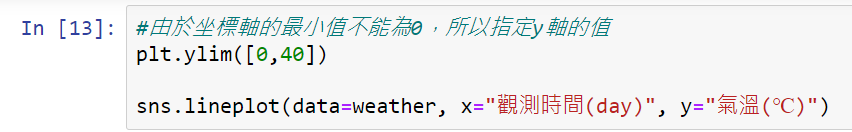 In [13]: #由於坐標軸的最小值不能為0，所以指定y軸的值
plt.ylim([0,40])
sns.lineplot(data=weather, x="觀測時間(day)", y="氣溫(℃)")